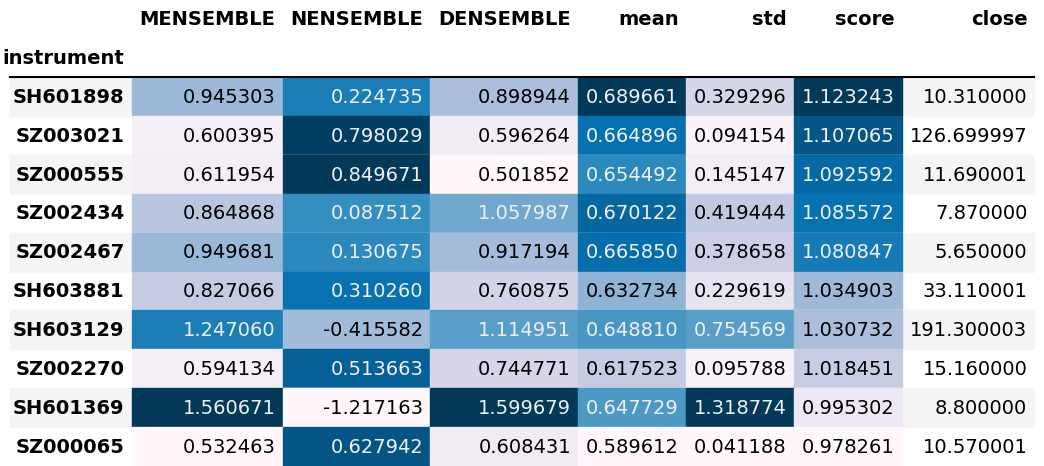 MENSEMBLE NENSEMBLE DENSEMBLE mean std score close
instrument
SH601898 0.945303 0.224735 0.898944 0.689661 0.329296 1.123243 10.310000
SZ003021 0.600395 0.798029 0.596264 0.664896 0.094154 1.107065 126.699997
SZ000555 0.611954 0.849671 0.501852 0.654492 0.145147 1.092592 11.690001
SZ002434 0.864868 0.087512 1.057987 0.670122 0.419444 1.085572 7.870000
SZ002467 0.949681 0.130675 0.917194 0.665850 0.378658 1.080847 5.650000
SH603881 0.827066 0.310260 0.760875 0.632734 0.229619 1.034903 33.110001
SH603129 1.247060 -0.415582 1.114951 0.648810 0.754569 1.030732 191.300003
SZ002270 0.594134 0.513663 0.744771 0.617523 0.095788 1.018451 15.160000
SH601369 1.560671 -1.217163 1.599679 0.647729 1.318774 0.995302 8.800000
SZ000065 0.532463 0.627942 0.608431 0.589612 0.041188 0.978261 10.570001